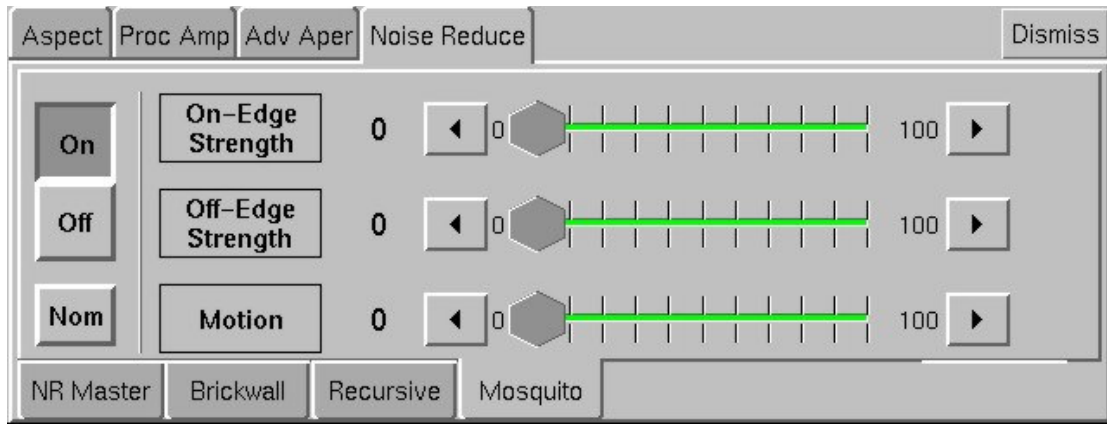 Aspect Proc Amp Adv Aper Noise Reduce Dismiss
On
On-Edge
Strength
0 0 100
Off
Off-Edge
Strength
0 0 100
Nom
Motion
0 0 100
NR Master Brickwall Recursive Mosquito